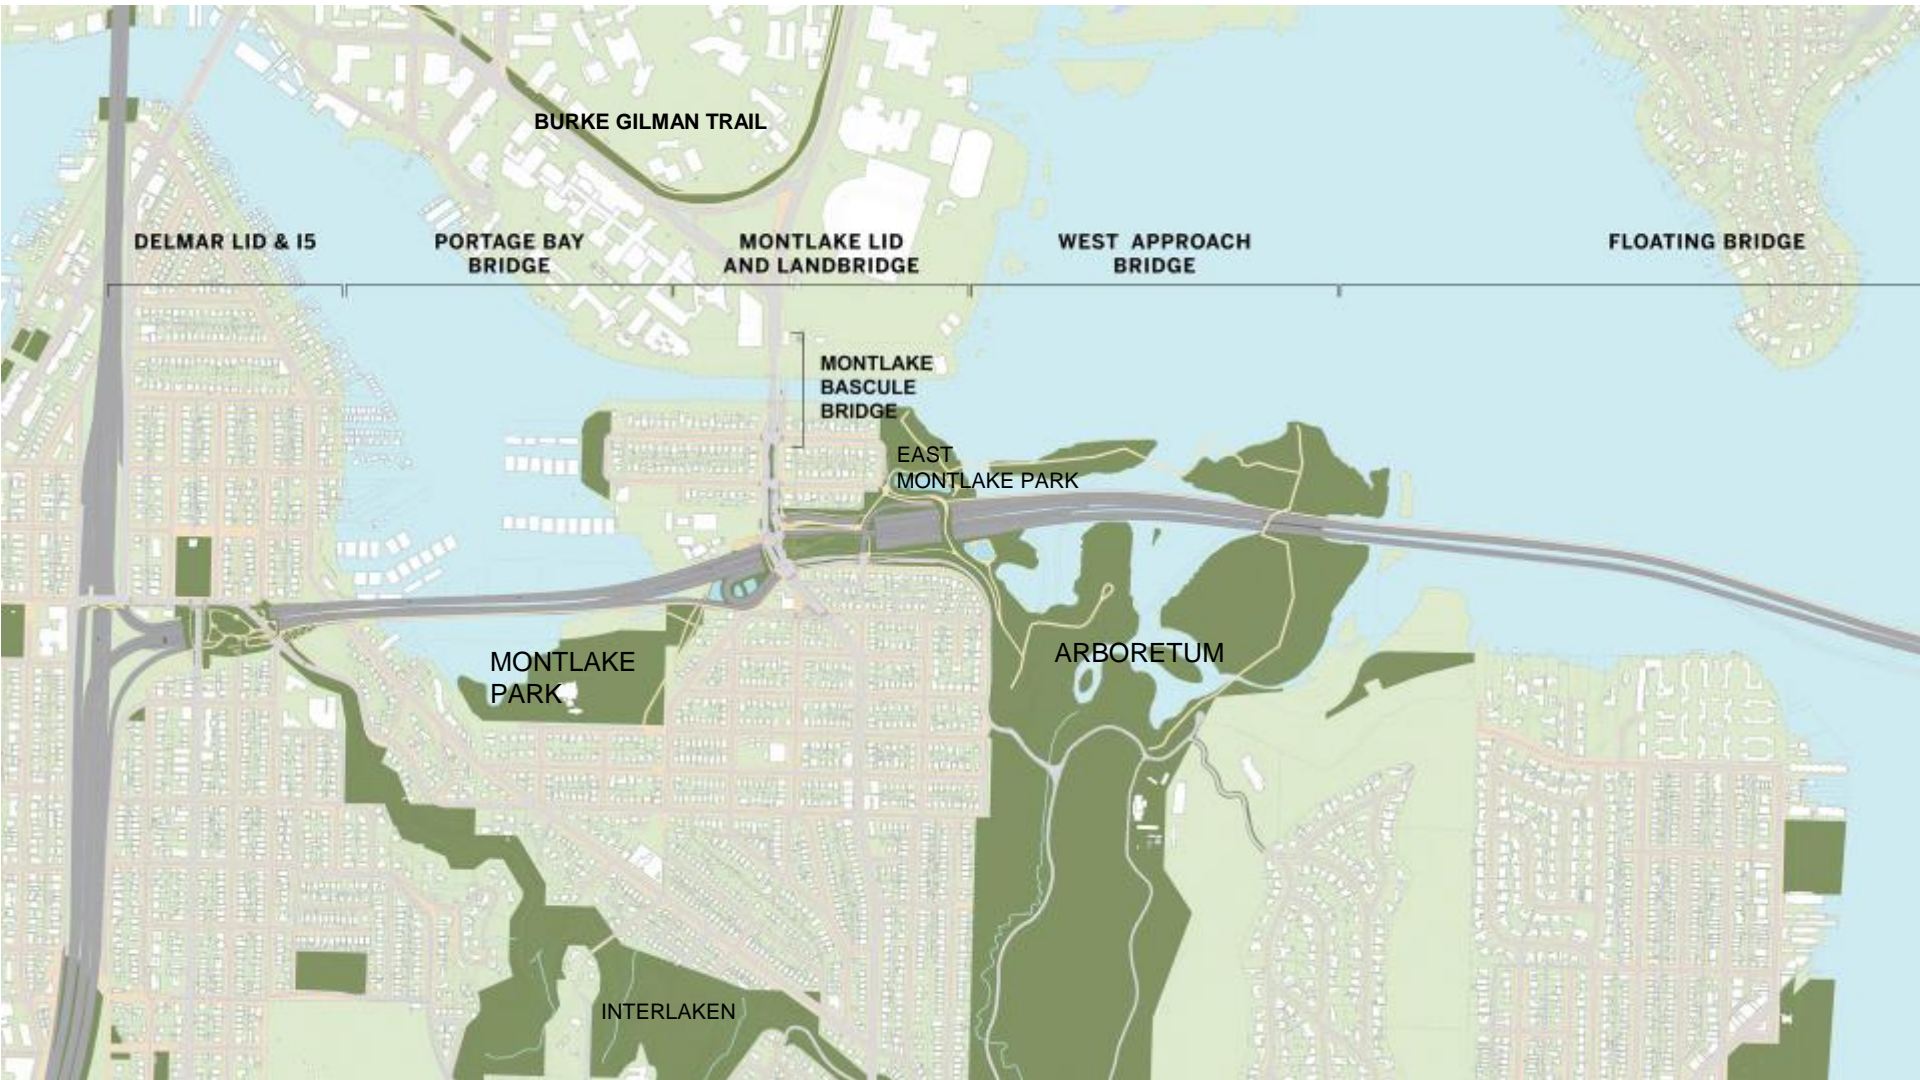 BURKE GILMAN TRAIL
DELMAR LID & I5
PORTAGE BAY
BRIDGE
MONTLAKE LID
AND LANDBRIDGE
WEST APPROACH
BRIDGE
FLOATING BRIDGE
MONTLAKE
BASCULE
BRIDGE
EAST
MONTLAKE PARK
MONTLAKE
PARK
ARBORETUM
INTERLAKEN